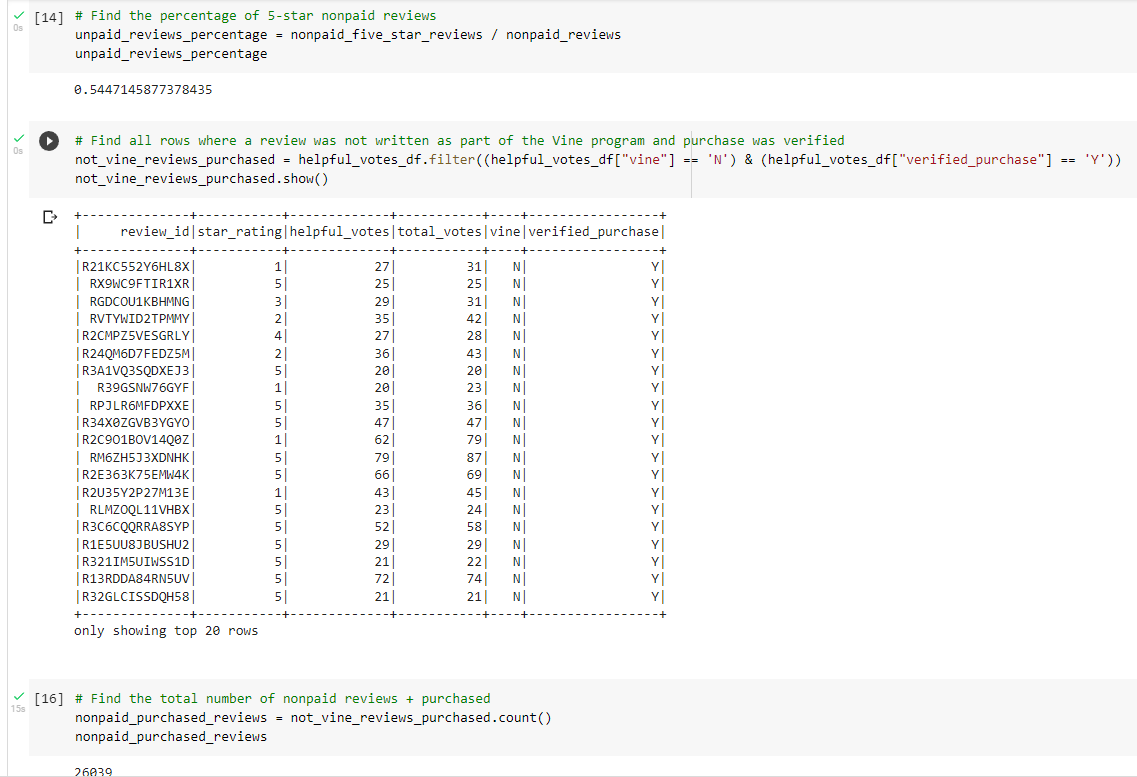 [14] # Find the percentage of 5-star nonpaid reviews
unpaid_reviews_percentage = nonpaid_five_star_reviews / nonpaid_reviews
unpaid_reviews_percentage
0s
0.5447145877378435
# Find all rows where a review was not written as part of the Vine program and purchase was verified
0s
not_vine_reviews_purchased = helpful_votes_df.filter((helpful_votes_df["vine"] == 'N') & (helpful_votes_df["verified_purchase"] == 'Y'))
not_vine_reviews_purchased.show()
+--------------+-----------+-------------+-----------+----+-----------------+
|     review_id|star_rating|helpful_votes|total_votes|vine|verified_purchase|
+--------------+-----------+-------------+-----------+----+-----------------+
|R21KC552Y6HL8X|          1|           27|         31|   N|                Y|
| RX9WC9FTIR1XR|          5|           25|         25|   N|                Y|
| RGDCOU1KBHMNG|          3|           29|         31|   N|                Y|
| RVTYWID2TPMMY|          2|           35|         42|   N|                Y|
|R2CMPZ5VESGRLY|          4|           27|         28|   N|                Y|
|R24QM6D7FEDZ5M|          2|           36|         43|   N|                Y|
|R3A1VQ3SQDXEJ3|          5|           20|         20|   N|                Y|
|  R39GSNW76GYF|          1|           20|         23|   N|                Y|
| RPJLR6MFDPXXE|          5|           35|         36|   N|                Y|
|R34X0ZGVB3YGYO|          5|           47|         47|   N|                Y|
|R2C9O1BOV14Q0Z|          1|           62|         79|   N|                Y|
| RM6ZH5J3XDNHK|          5|           79|         87|   N|                Y|
|R2E363K75EMW4K|          5|           66|         69|   N|                Y|
|R2U35Y2P27M13E|          1|           43|         45|   N|                Y|
| RLMZOQL11VHBX|          5|           23|         24|   N|                Y|
|R3C6CQQRRA8SYP|          5|           52|         58|   N|                Y|
|R1E5UU8JBUSHU2|          5|           29|         29|   N|                Y|
|R321IM5UIWSS1D|          5|           21|         22|   N|                Y|
|R13RDDA84RN5UV|          5|           72|         74|   N|                Y|
|R32GLCISSDQH58|          5|           21|         21|   N|                Y|
+--------------+-----------+-------------+-----------+----+-----------------+
only showing top 20 rows
[16] # Find the total number of nonpaid reviews + purchased
15s
nonpaid_purchased_reviews = not_vine_reviews_purchased.count()
nonpaid_purchased_reviews
26039